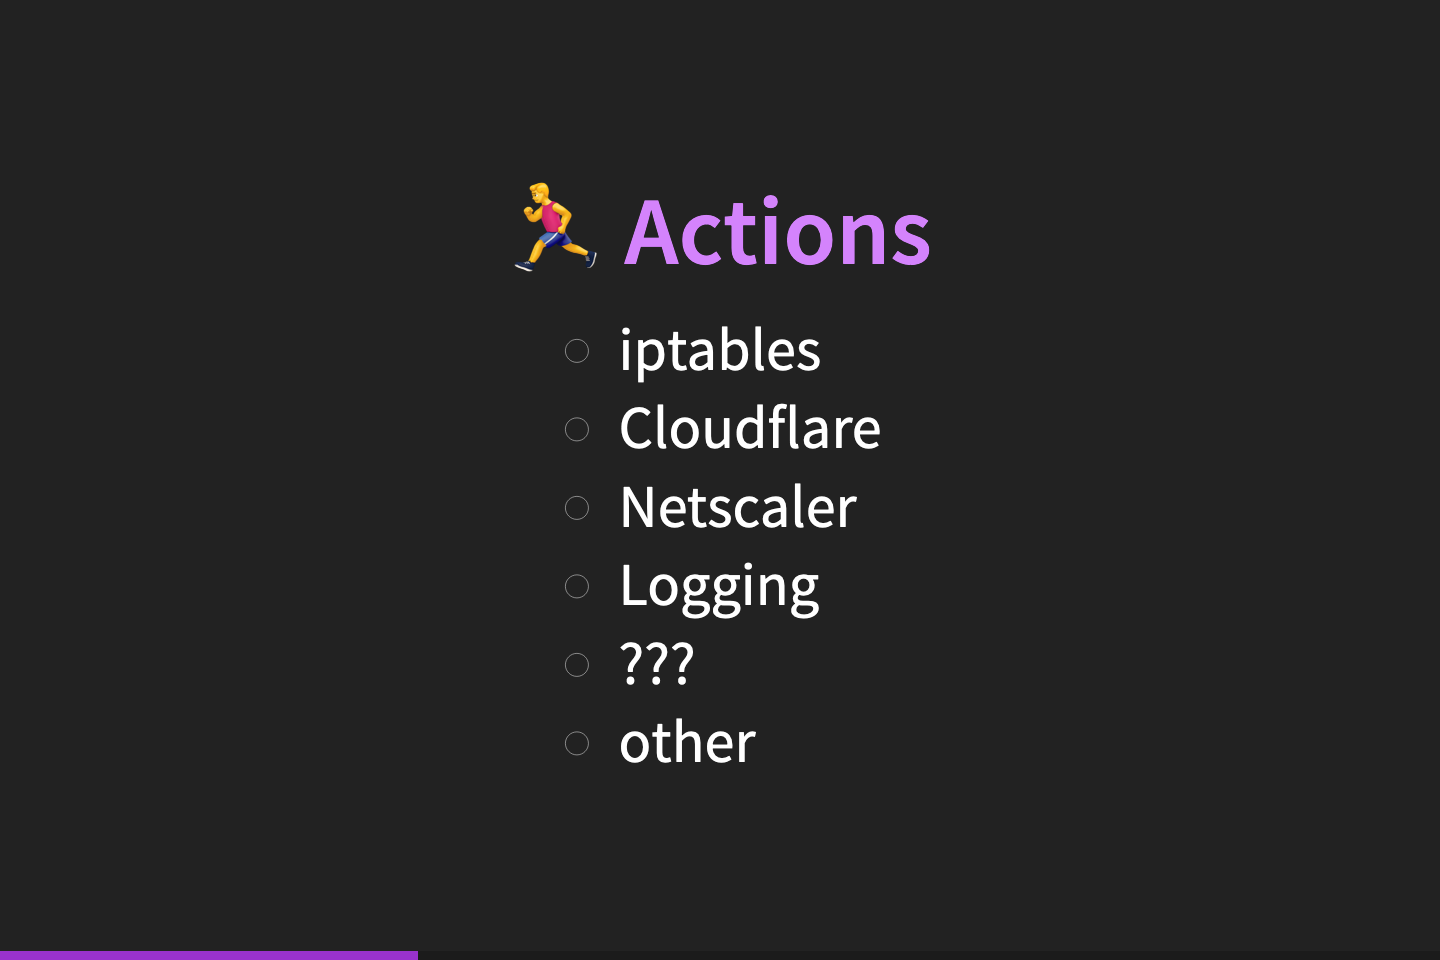 🏃 Actions
iptables
Cloudflare
Netscaler
Logging
???
other